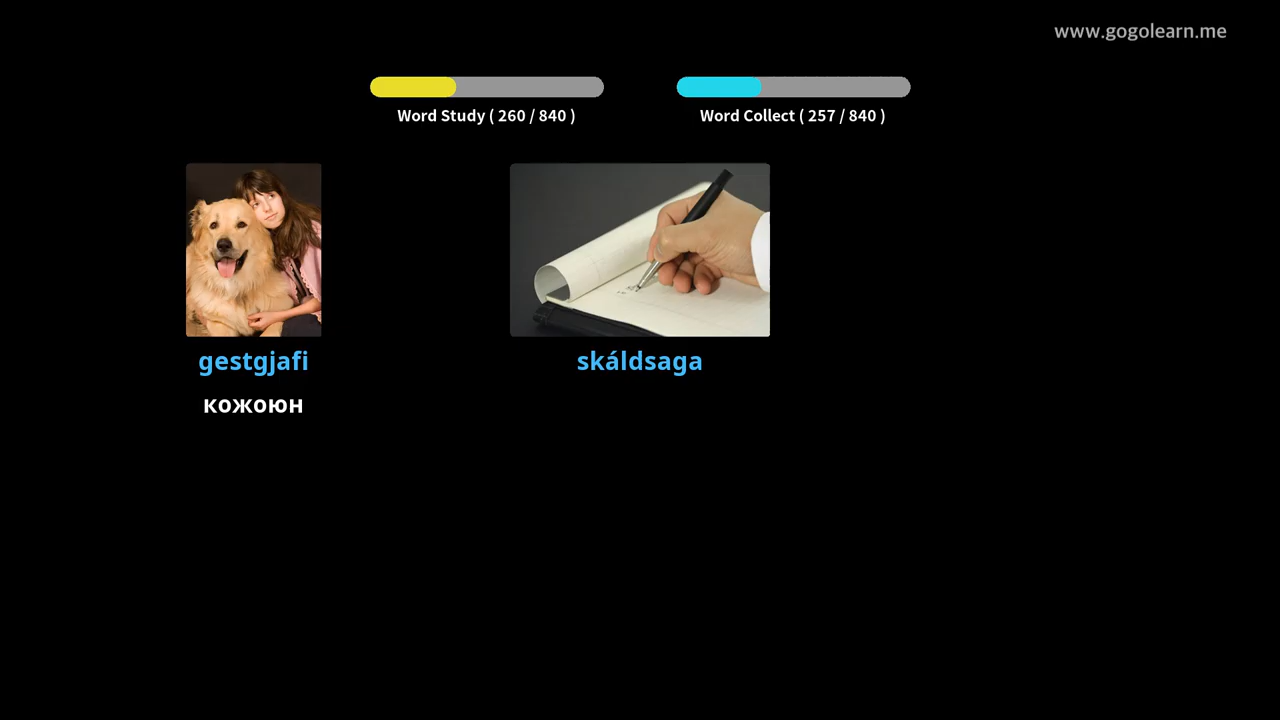 www.gogolearn.me
Word Study ( 260 / 840 )
Word Collect ( 257 / 840 )
gestgjafi
skáldsaga
кожоюн